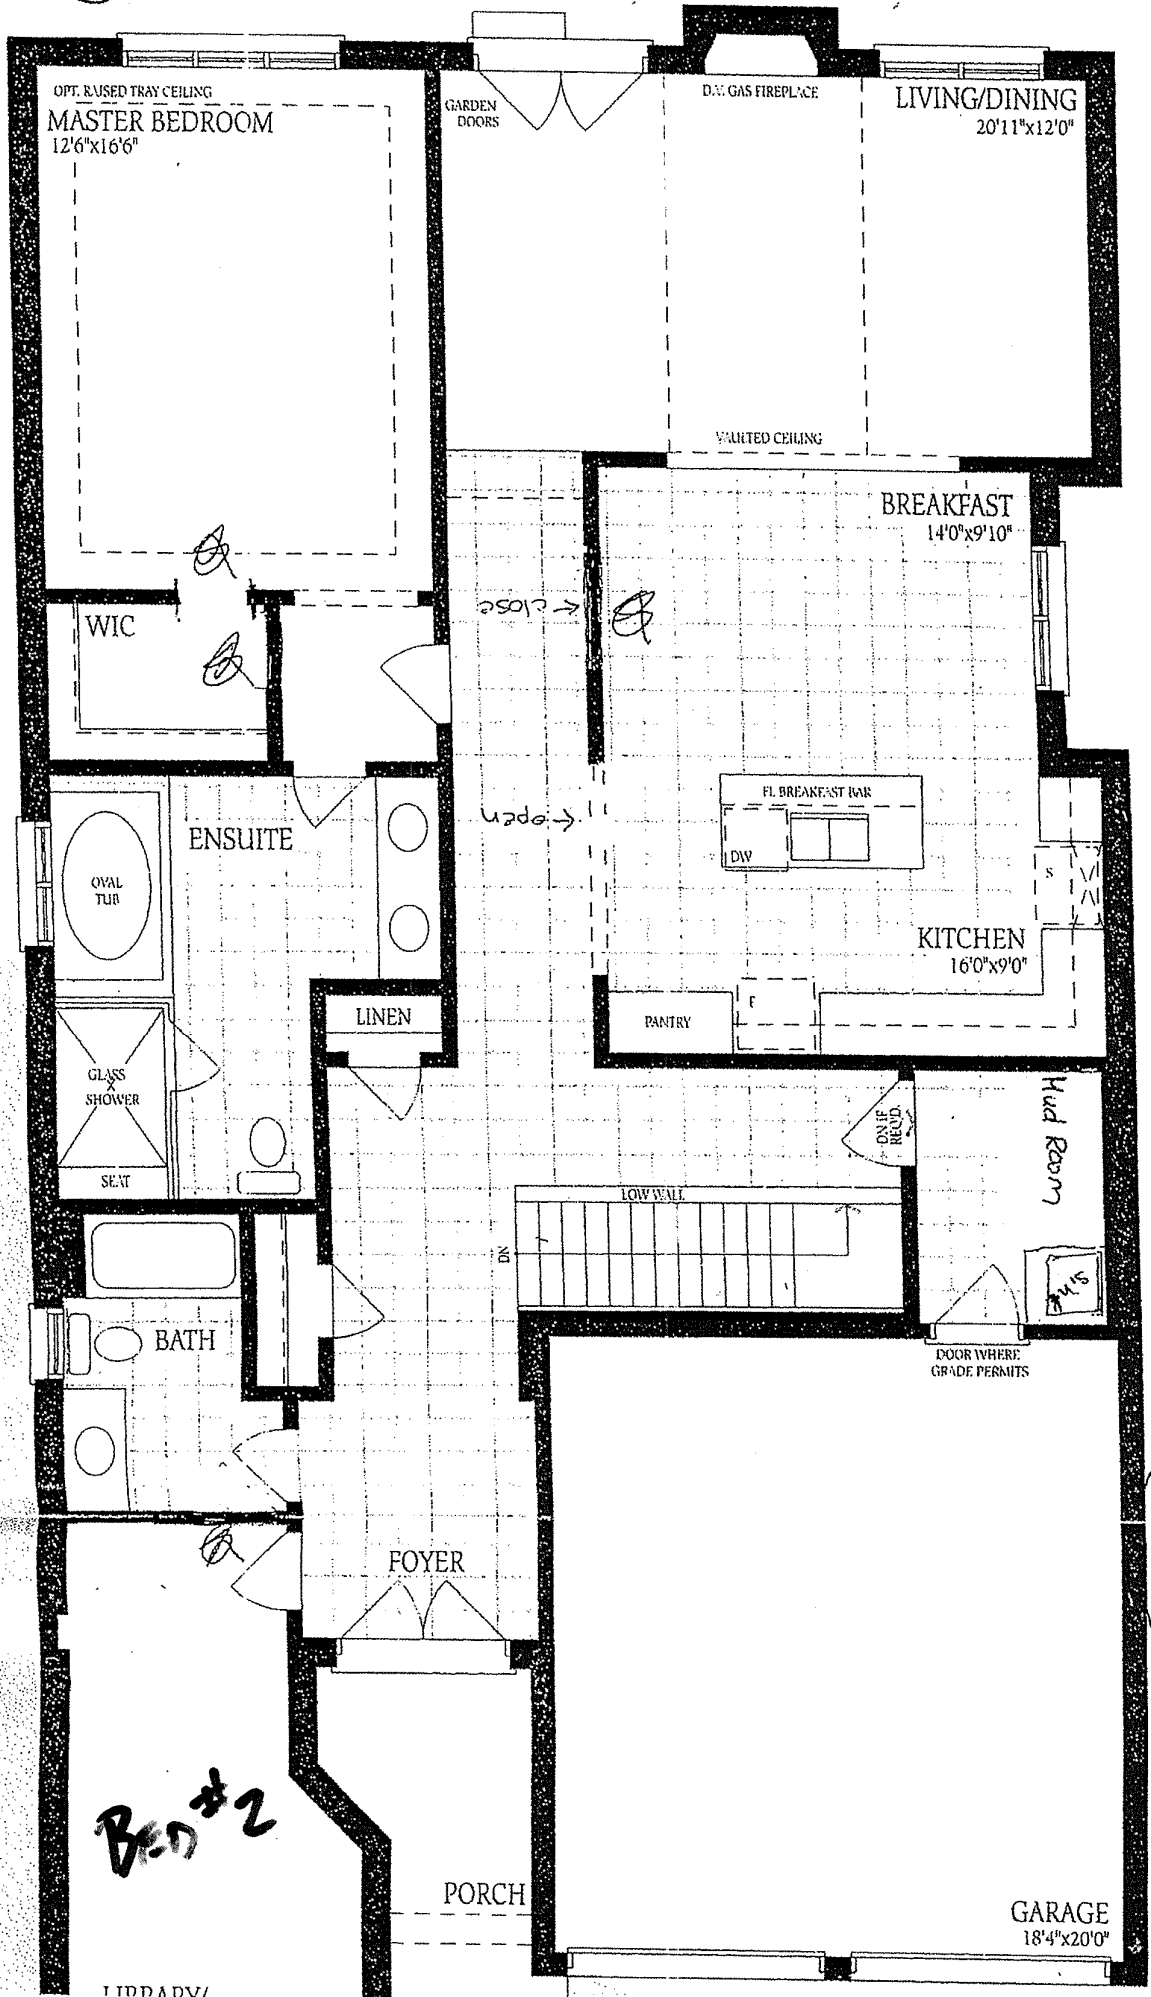 OPT. RAISED TRAY CEILING
MASTER BEDROOM
12'6"x16'6"
GARDEN
DOORS
D.V. GAS FIREPLACE
LIVING/DINING
20'11"x12'0"
VAULTED CEILING
BREAKFAST
14'0"x9'10"
← close
WIC
← open
FL BREAKFAST BAR
DW
S
ENSUITE
OVAL
TUB
KITCHEN
16'0"x9'0"
F
PANTRY
LINEN
GLASS
SHOWER
SEAT
DN IF
REQ'D.
Mud Room
LOW WALL
DN
Sink
BATH
DOOR WHERE
GRADE PERMITS
FOYER
BED #2
PORCH
GARAGE
18'4"x20'0"
LIBRARY/